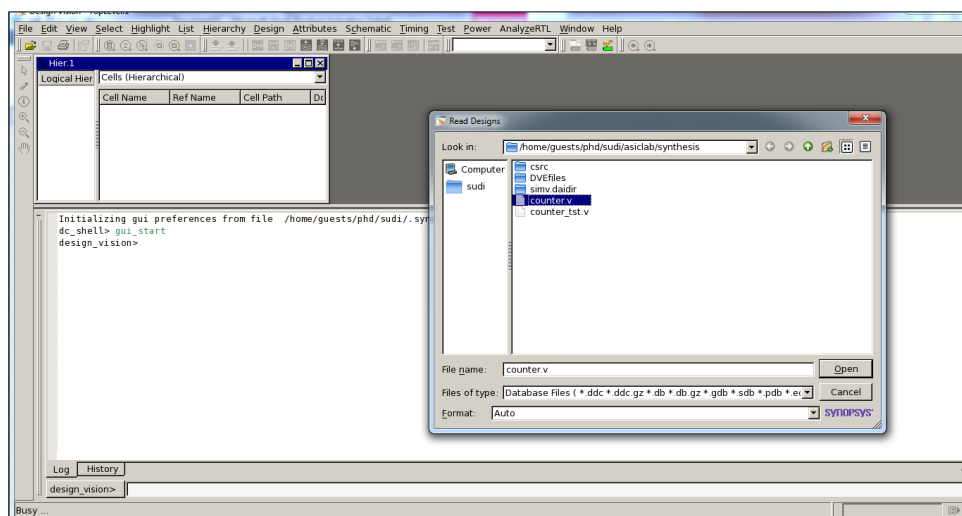 File Edit View Select Highlight List Hierarchy Design Attributes Schematic Timing Test Power AnalyzeRTL Window Help
Hier.1
Logical Hier
Cells (Hierarchical)
Cell Name Ref Name Cell Path
Read Designs
Look in: /home/guests/phd/sudi/asiclab/synthesis
Computer
sudi
csrc
DVEfiles
simv.daidir
counter.v
counter_tst.v
File name: counter.v Open
Files of type: Database Files ( *.ddc *.ddc.gz *.db *.db.gz *.gdb *.sdb *.pdb Cancel
Format: Auto SYNOPSYS
Initializing gui preferences from file /home/guests/phd/sudi/.syn
dc_shell> gui_start
design_vision>
Log History
design_vision>
Busy ...